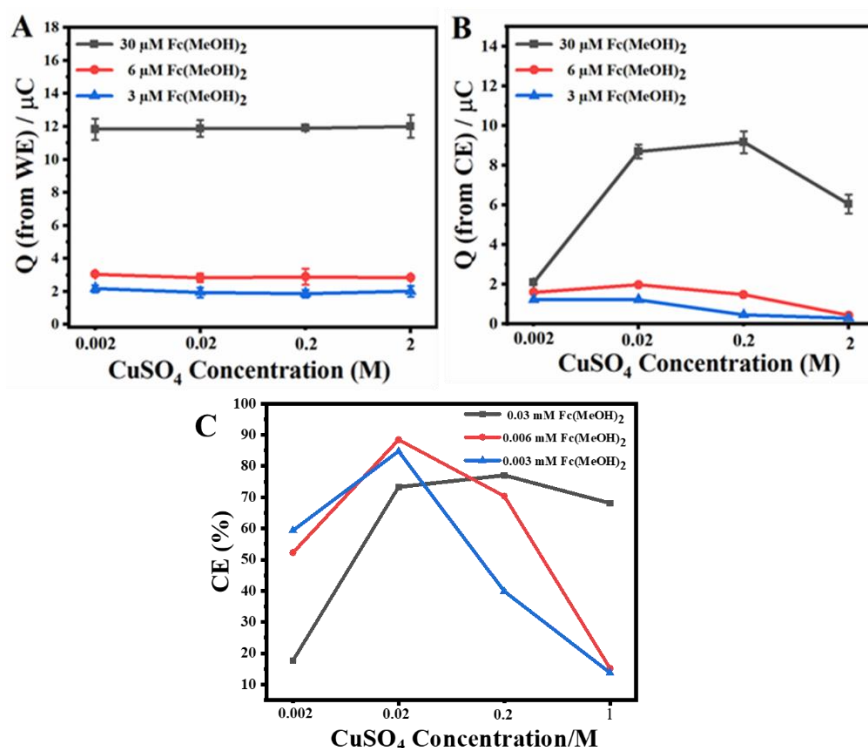 A
30 µM Fc(MeOH)2
6 µM Fc(MeOH)2
3 µM Fc(MeOH)2
Q (from WE) / µC
18
16
14
12
10
8
6
4
2
0
0.002
0.02
0.2
2
CuSO4 Concentration (M)
B
30 µM Fc(MeOH)2
6 µM Fc(MeOH)2
3 µM Fc(MeOH)2
Q (from CE) / µC
14
12
10
8
6
4
2
0
0.002
0.02
0.2
2
CuSO4 Concentration (M)
C
0.03 mM Fc(MeOH)2
0.006 mM Fc(MeOH)2
0.003 mM Fc(MeOH)2
CE (%)
100
90
80
70
60
50
40
30
20
10
0.002
0.02
0.2
1
CuSO4 Concentration/M